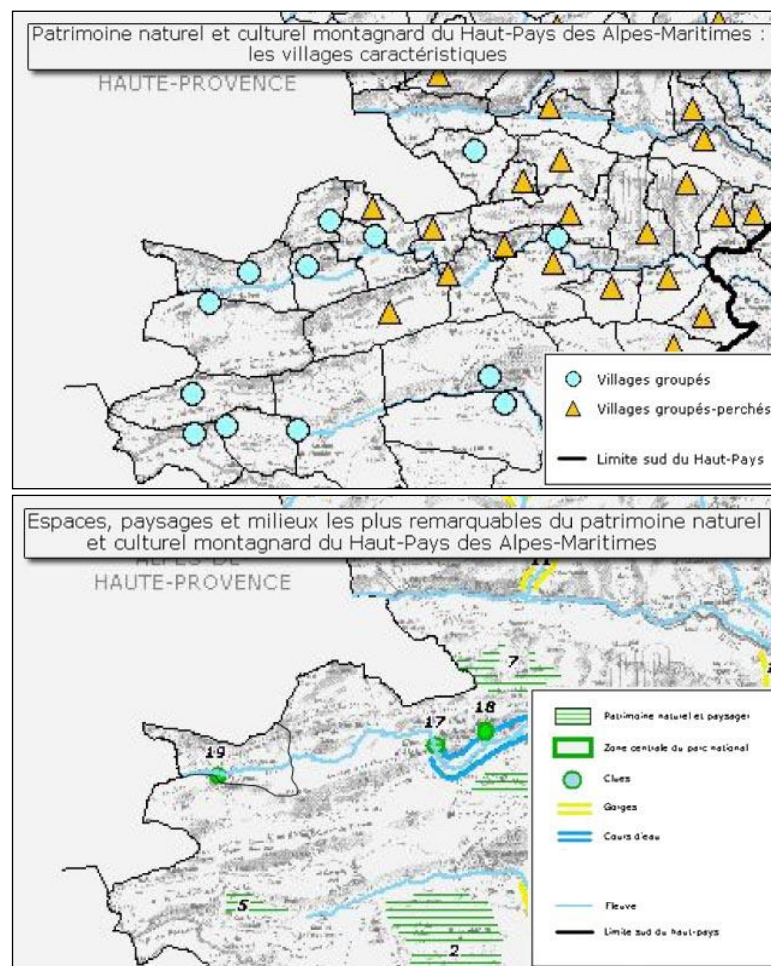 Patrimoine naturel et culturel montagnard du Haut-Pays des Alpes-Maritimes :
les villages caractéristiques
HAUTE-PROVENCE
Villages groupés
Villages groupés-perchés
Limite sud du Haut-Pays
Espaces, paysages et milieux les plus remarquables du patrimoine naturel
et culturel montagnard du Haut-Pays des Alpes-Maritimes
ALPES DE
HAUTE-PROVENCE
11
7
18
17
19
5
2
Patrimoine naturel et paysager
Zone centrale du parc national
Clues
Gorges
Cours d'eau
Fleuve
Limite sud du haut-pays